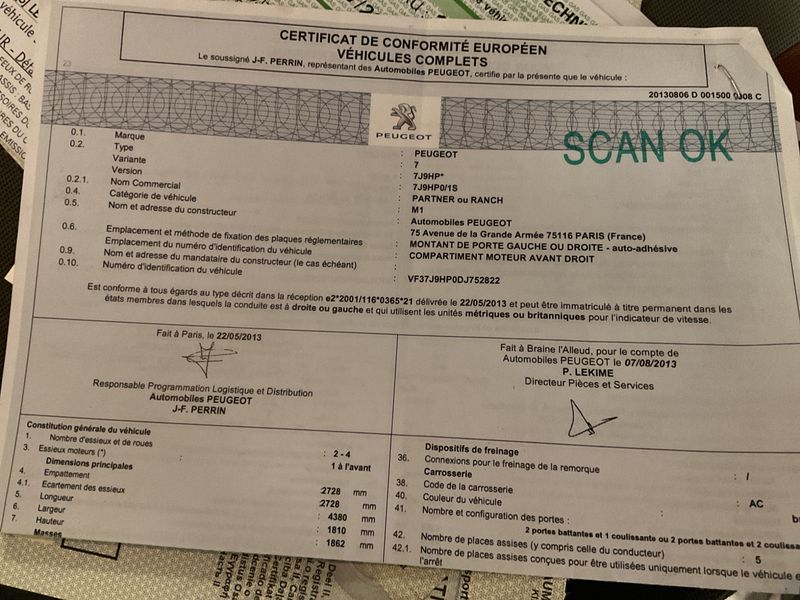 CERTIFICAT DE CONFORMITÉ EUROPÉEN
VÉHICULES COMPLETS
Le soussigné J-F. PERRIN, représentant des Automobiles PEUGEOT, certifie par la présente que le véhicule :
23
20130806 D 001500 0J08 C
PEUGEOT
SCAN OK
0.1. Marque : PEUGEOT
0.2. Type : 7
Variante : 7J9HP*
Version : 7J9HP0/1S
0.2.1. Nom Commercial : PARTNER ou RANCH
0.4. Catégorie de véhicule : M1
0.5. Nom et adresse du constructeur : Automobiles PEUGEOT
75 Avenue de la Grande Armée 75116 PARIS (France)
0.6. Emplacement et méthode de fixation des plaques réglementaires : MONTANT DE PORTE GAUCHE OU DROITE - auto-adhésive
Emplacement du numéro d'identification du véhicule : COMPARTIMENT MOTEUR AVANT DROIT
0.9. Nom et adresse du mandataire du constructeur (le cas échéant) :
0.10. Numéro d'identification du véhicule : VF37J9HP0DJ752822
Est conforme à tous égards au type décrit dans la réception e2*2001/116*0365*21 délivrée le 22/05/2013 et peut être immatriculé à titre permanent dans les
états membres dans lesquels la conduite est à droite ou gauche et qui utilisent les unités métriques ou britanniques pour l'indicateur de vitesse.
Fait à Paris, le 22/05/2013
Responsable Programmation Logistique et Distribution
Automobiles PEUGEOT
J-F. PERRIN
Fait à Braine l'Alleud, pour le compte de
Automobiles PEUGEOT le 07/08/2013
P. LEKIME
Directeur Pièces et Services
Constitution générale du véhicule
1. Nombre d'essieux et de roues : 2 - 4
3. Essieux moteurs (*) : 1 à l'avant
Dimensions principales
4. Empattement : 2728 mm
4.1. Ecartement des essieux : 2728 mm
5. Longueur : 4380 mm
6. Largeur : 1810 mm
7. Hauteur : 1862 mm
Masses
Dispositifs de freinage
36. Connexions pour le freinage de la remorque : /
Carrosserie
38. Code de la carrosserie : AC
40. Couleur du véhicule :
41. Nombre et configuration des portes :
2 portes battantes et 1 coulissante ou 2 portes battantes et 2 coulissa
42. Nombre de places assises (y compris celle du conducteur) : 5
42.1. Nombre de places assises conçues pour être utilisées uniquement lorsque le véhicule e
l'arrêt